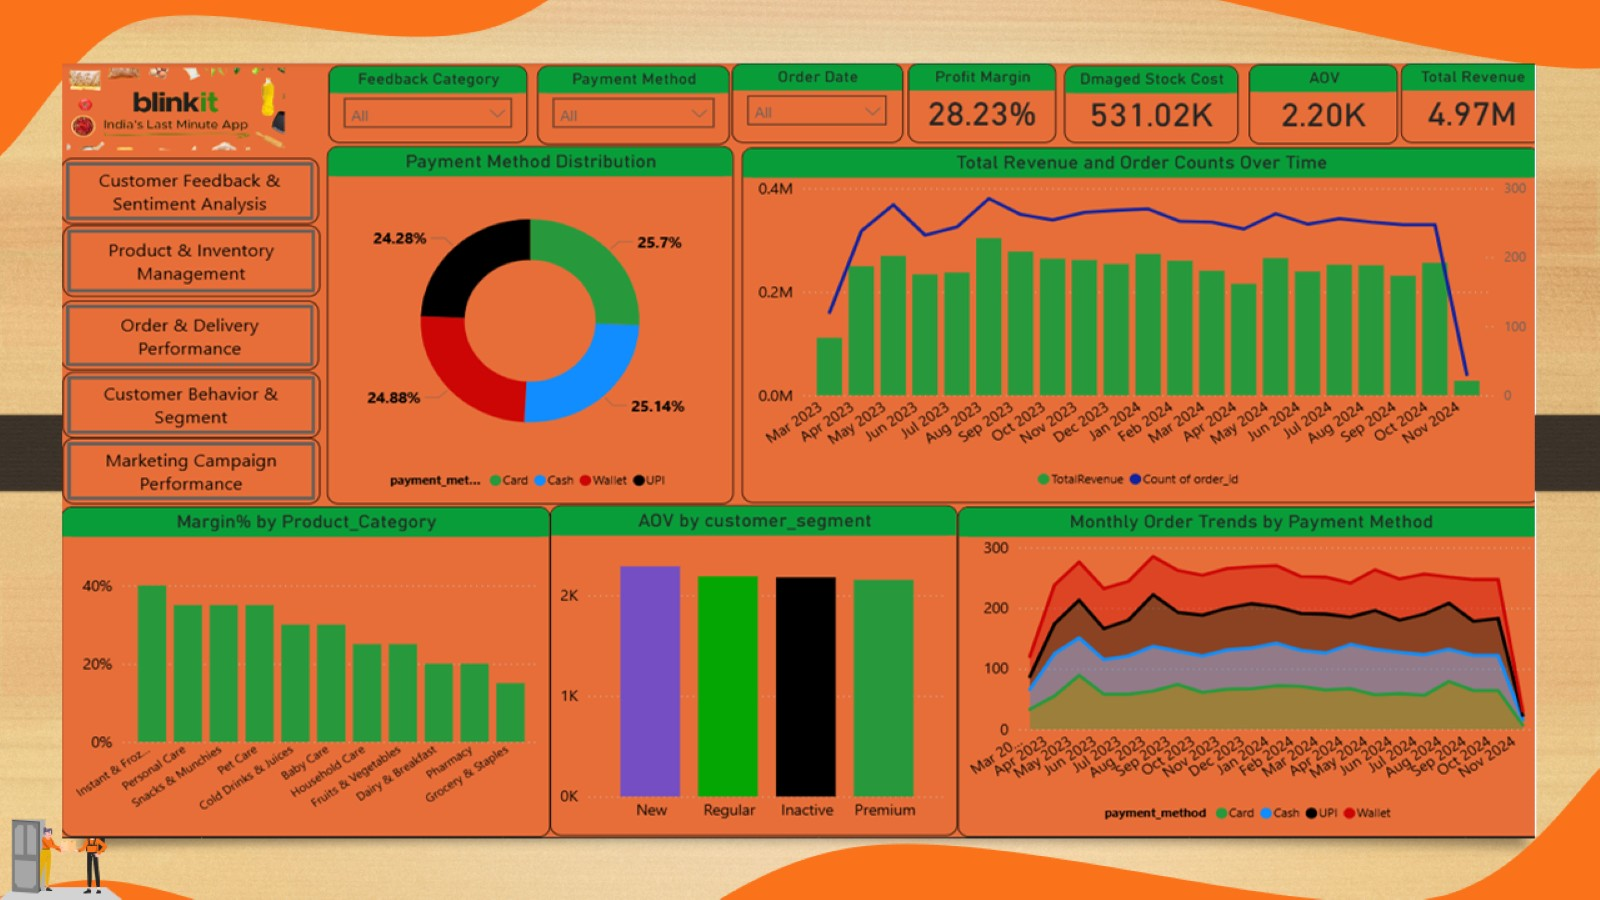 blinkit
India's Last Minute App
Feedback Category
All
Payment Method
All
Order Date
All
Profit Margin
28.23%
Dmaged Stock Cost
531.02K
AOV
2.20K
Total Revenue
4.97M
Customer Feedback &
Sentiment Analysis
Product & Inventory
Management
Order & Delivery
Performance
Customer Behavior &
Segment
Marketing Campaign
Performance
Payment Method Distribution
24.28%
25.7%
24.88%
25.14%
payment_met... Card Cash Wallet UPI
Total Revenue and Order Counts Over Time
0.4M
0.2M
0.0M
300
200
100
0
Mar 2023
Apr 2023
May 2023
Jun 2023
Jul 2023
Aug 2023
Sep 2023
Oct 2023
Nov 2023
Dec 2023
Jan 2024
Feb 2024
Mar 2024
Apr 2024
May 2024
Jun 2024
Jul 2024
Aug 2024
Sep 2024
Oct 2024
Nov 2024
TotalRevenue Count of order_id
Margin% by Product_Category
40%
20%
0%
Instant & Froz...
Personal Care
Snacks & Munchies
Pet Care
Cold Drinks & Juices
Baby Care
Household Care
Fruits & Vegetables
Dairy & Breakfast
Pharmacy
Grocery & Staples
AOV by customer_segment
2K
1K
0K
New
Regular
Inactive
Premium
Monthly Order Trends by Payment Method
300
200
100
0
Mar 20...
Apr 2023
May 2023
Jun 2023
Jul 2023
Aug 2023
Sep 2023
Oct 2023
Nov 2023
Dec 2023
Jan 2024
Feb 2024
Mar 2024
Apr 2024
May 2024
Jun 2024
Jul 2024
Aug 2024
Sep 2024
Oct 2024
Nov 2024
payment_method Card Cash UPI Wallet